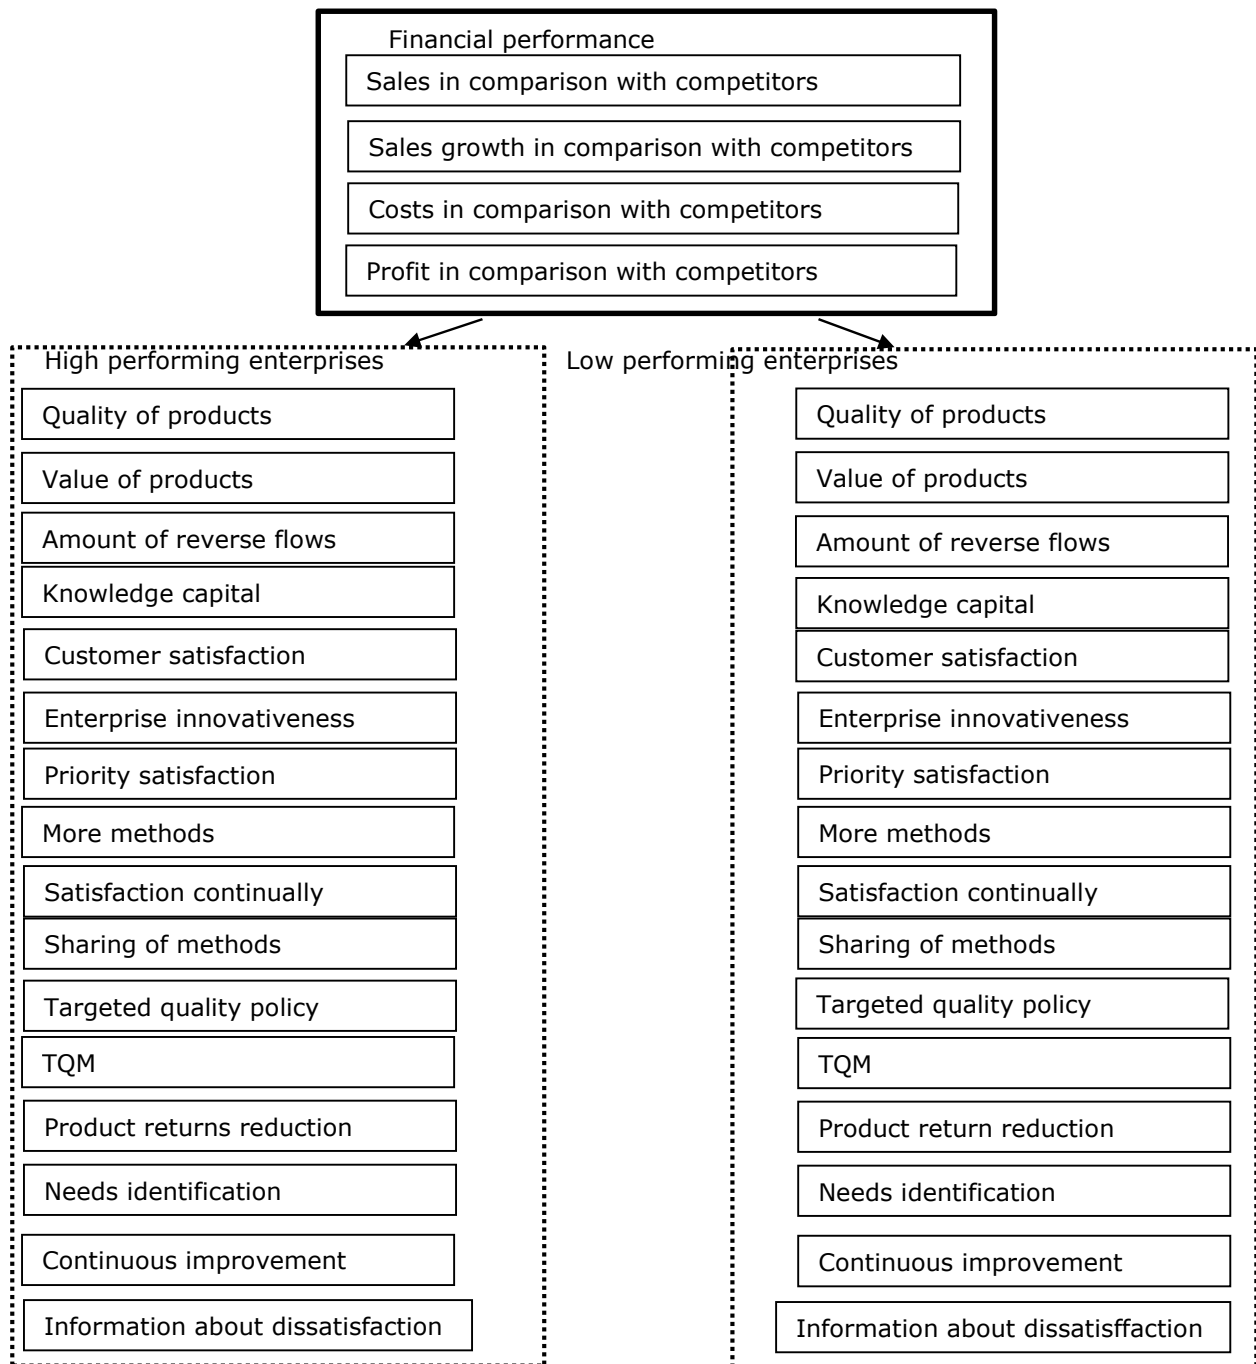 Financial performance
Sales in comparison with competitors
Sales growth in comparison with competitors
Costs in comparison with competitors
Profit in comparison with competitors
High performing enterprises
Quality of products
Value of products
Amount of reverse flows
Knowledge capital
Customer satisfaction
Enterprise innovativeness
Priority satisfaction
More methods
Satisfaction continually
Sharing of methods
Targeted quality policy
TQM
Product returns reduction
Needs identification
Continuous improvement
Information about dissatisfaction
Low performing enterprises
Quality of products
Value of products
Amount of reverse flows
Knowledge capital
Customer satisfaction
Enterprise innovativeness
Priority satisfaction
More methods
Satisfaction continually
Sharing of methods
Targeted quality policy
TQM
Product return reduction
Needs identification
Continuous improvement
Information about dissatisffaction